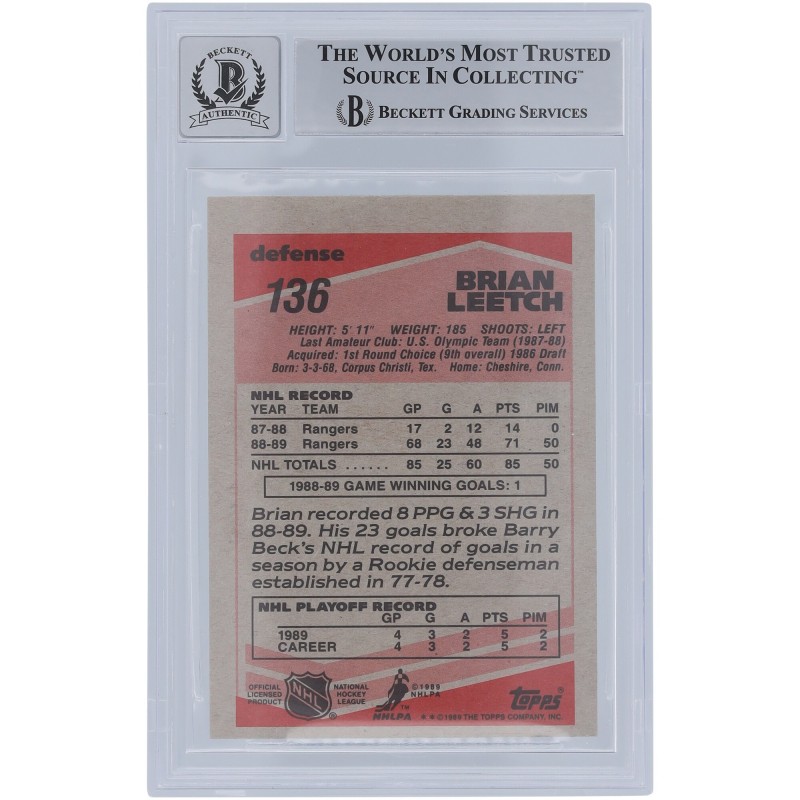 BECKETT
B
AUTHENTIC
THE WORLD'S MOST TRUSTED
SOURCE IN COLLECTING™
B BECKETT GRADING SERVICES
defense
136
BRIAN
LEETCH
HEIGHT: 5' 11" WEIGHT: 185 SHOOTS: LEFT
Last Amateur Club: U.S. Olympic Team (1987-88)
Acquired: 1st Round Choice (9th overall) 1986 Draft
Born: 3-3-68, Corpus Christi, Tex. Home: Cheshire, Conn.
NHL RECORD
YEAR TEAM GP G A PTS PIM
87-88 Rangers 17 2 12 14 0
88-89 Rangers 68 23 48 71 50
NHL TOTALS ...... 85 25 60 85 50
1988-89 GAME WINNING GOALS: 1
Brian recorded 8 PPG & 3 SHG in
88-89. His 23 goals broke Barry
Beck's NHL record of goals in a
season by a Rookie defenseman
established in 77-78.
NHL PLAYOFF RECORD
GP G A PTS PIM
1989 4 3 2 5 2
CAREER 4 3 2 5 2
OFFICIAL
LICENSED
PRODUCT
NHL
®
NATIONAL
HOCKEY
LEAGUE
©1989
NHLPA
™
NHLPA
topps®
**©1989 THE TOPPS COMPANY, INC.